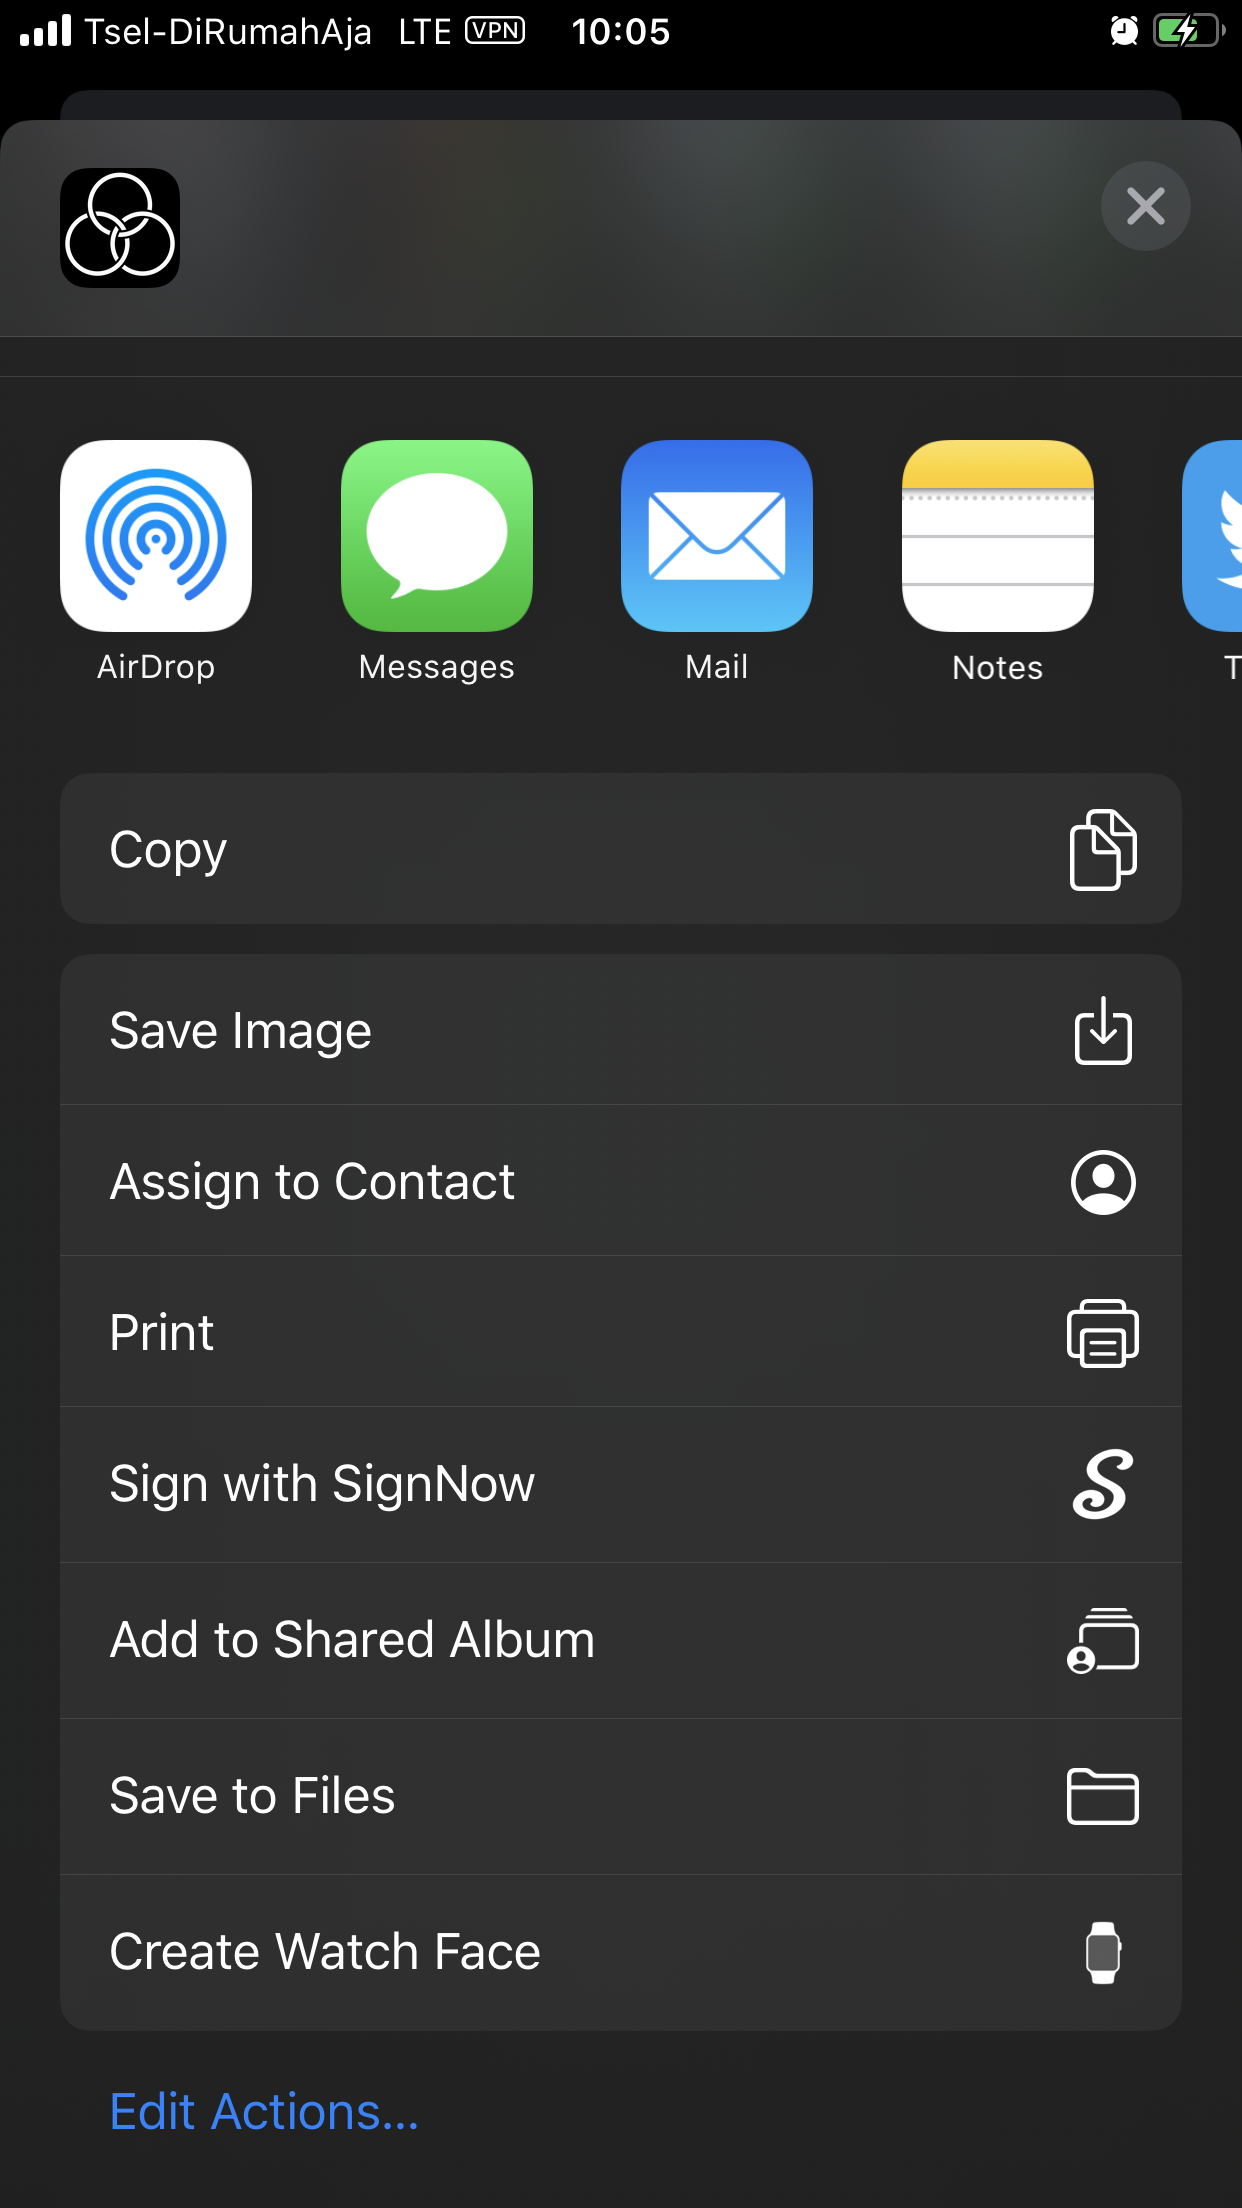 Tsel-DiRumahAja LTE VPN 10:05
AirDrop Messages Mail Notes T
Copy
Save Image
Assign to Contact
Print
Sign with SignNow
Add to Shared Album
Save to Files
Create Watch Face
Edit Actions...